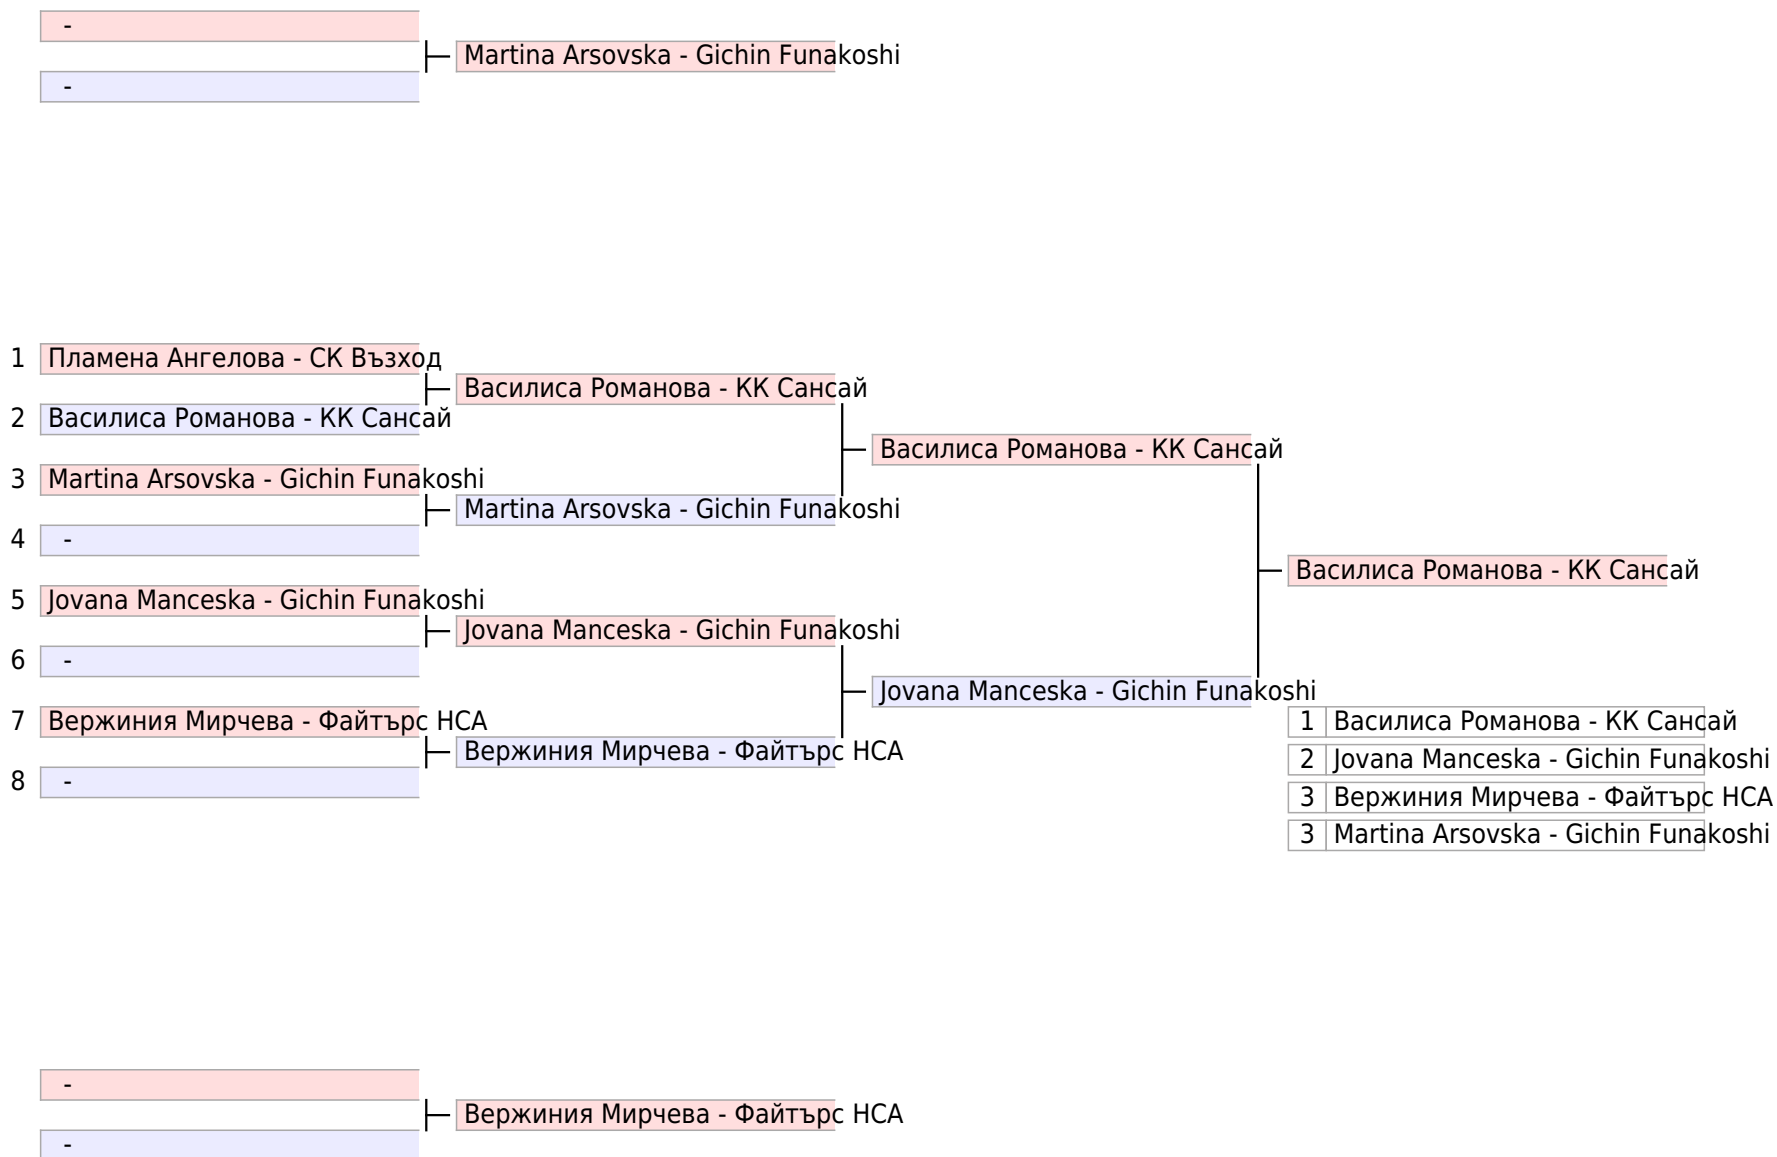 -
Martina Arsovska - Gichin Funakoshi
-
1 Пламена Ангелова - СК Възход
Василиса Романова - КК Сансай
2 Василиса Романова - КК Сансай
Василиса Романова - КК Сансай
3 Martina Arsovska - Gichin Funakoshi
Martina Arsovska - Gichin Funakoshi
4 -
Василиса Романова - КК Сансай
5 Jovana Manceska - Gichin Funakoshi
Jovana Manceska - Gichin Funakoshi
6 -
Jovana Manceska - Gichin Funakoshi
7 Вержиния Мирчева - Файтърс НСА
Вержиния Мирчева - Файтърс НСА
8 -
1 Василиса Романова - КК Сансай
2 Jovana Manceska - Gichin Funakoshi
3 Вержиния Мирчева - Файтърс НСА
3 Martina Arsovska - Gichin Funakoshi
-
Вержиния Мирчева - Файтърс НСА
-